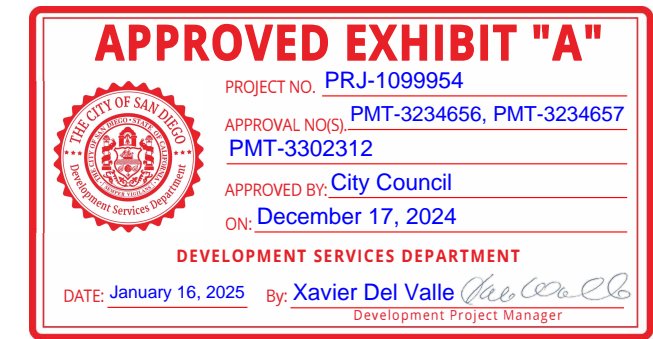 APPROVED EXHIBIT "A"
PROJECT NO. PRJ-1099954
APPROVAL NO(S). PMT-3234656, PMT-3234657
PMT-3302312
APPROVED BY: City Council
ON: December 17, 2024
THE CITY OF SAN DIEGO
Development Services Department
DEVELOPMENT SERVICES DEPARTMENT
DATE: January 16, 2025 By: Xavier Del Valle
Development Project Manager